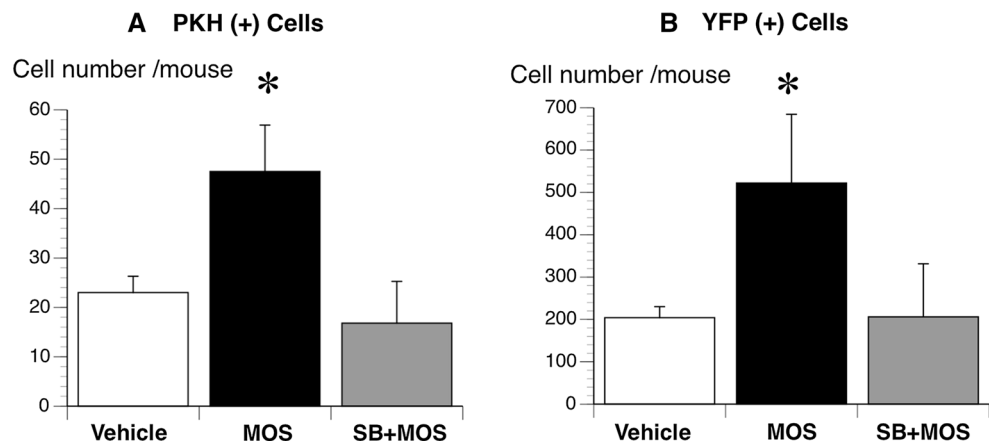 A PKH (+) Cells
Cell number /mouse
*
60
50
40
30
20
10
0
Vehicle MOS SB+MOS
B YFP (+) Cells
Cell number /mouse
*
700
600
500
400
300
200
100
0
Vehicle MOS SB+MOS